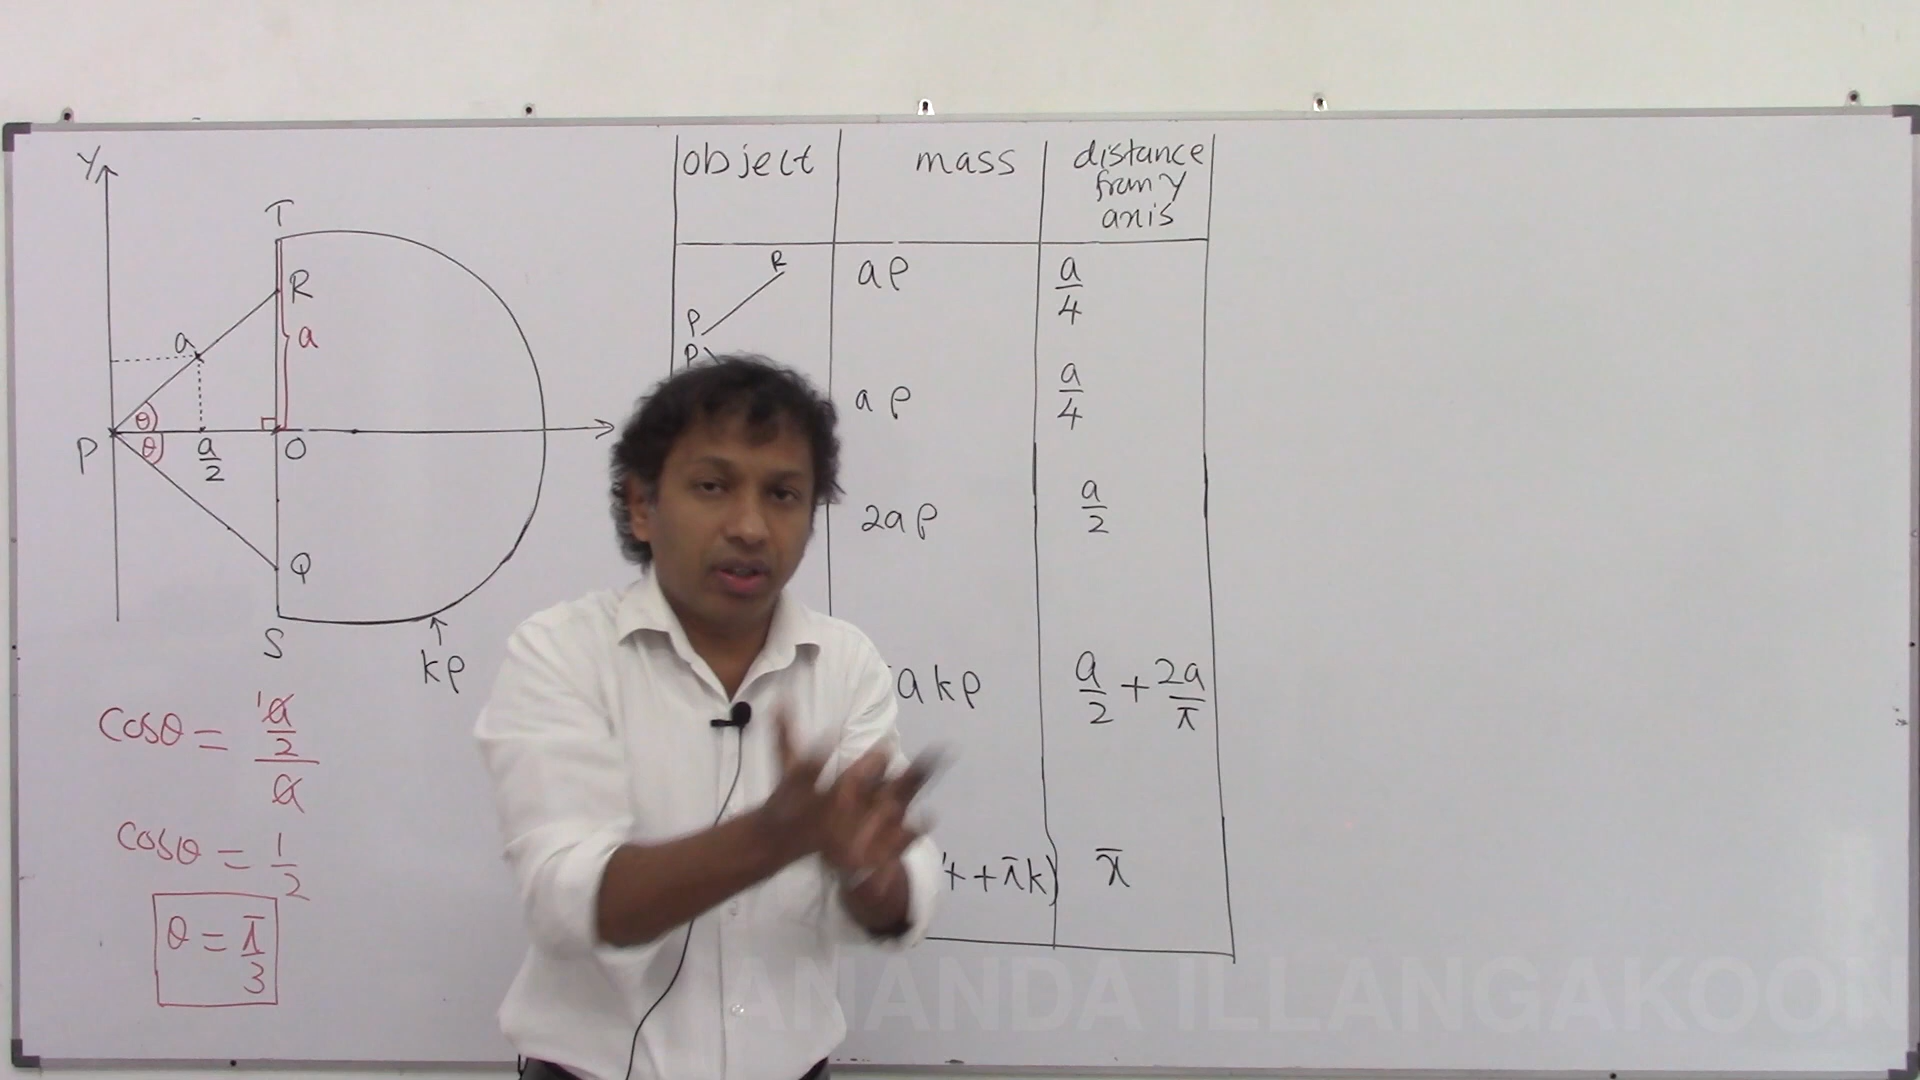 Y
T
R
a
a
θ
θ
P
a/2
O
Q
S
kρ
cosθ = (a/2)/a
cosθ = 1/2
θ = π/3
object mass distance from Y axis
R
P
aρ a/4
P
aρ a/4
2aρ a/2
akρ a/2 + 2a/π
+ πk) x̄
ANANDA ILLANGAKOON